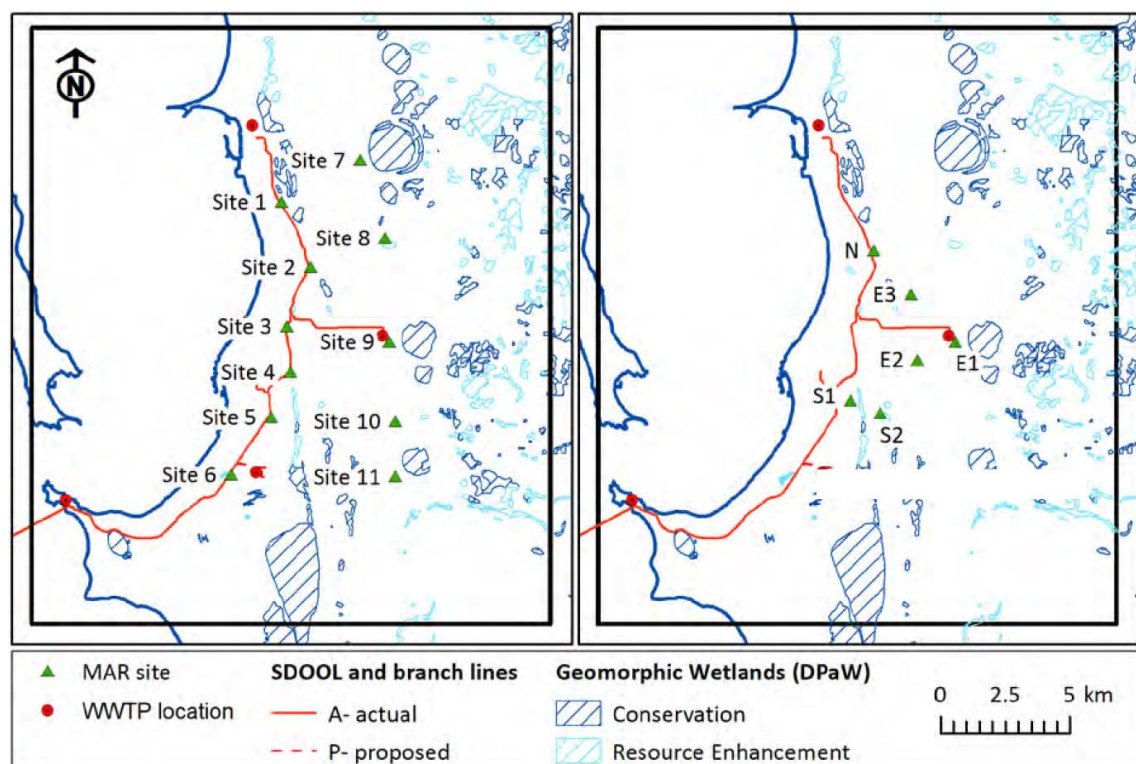 N
Site 7
Site 1
Site 8
Site 2
Site 3
Site 9
Site 4
Site 5
Site 10
Site 6
Site 11
N
E3
E2
E1
S1
S2
MAR site
WWTP location
SDOOL and branch lines
A- actual
P- proposed
Geomorphic Wetlands (DPaW)
Conservation
Resource Enhancement
0 2.5 5 km